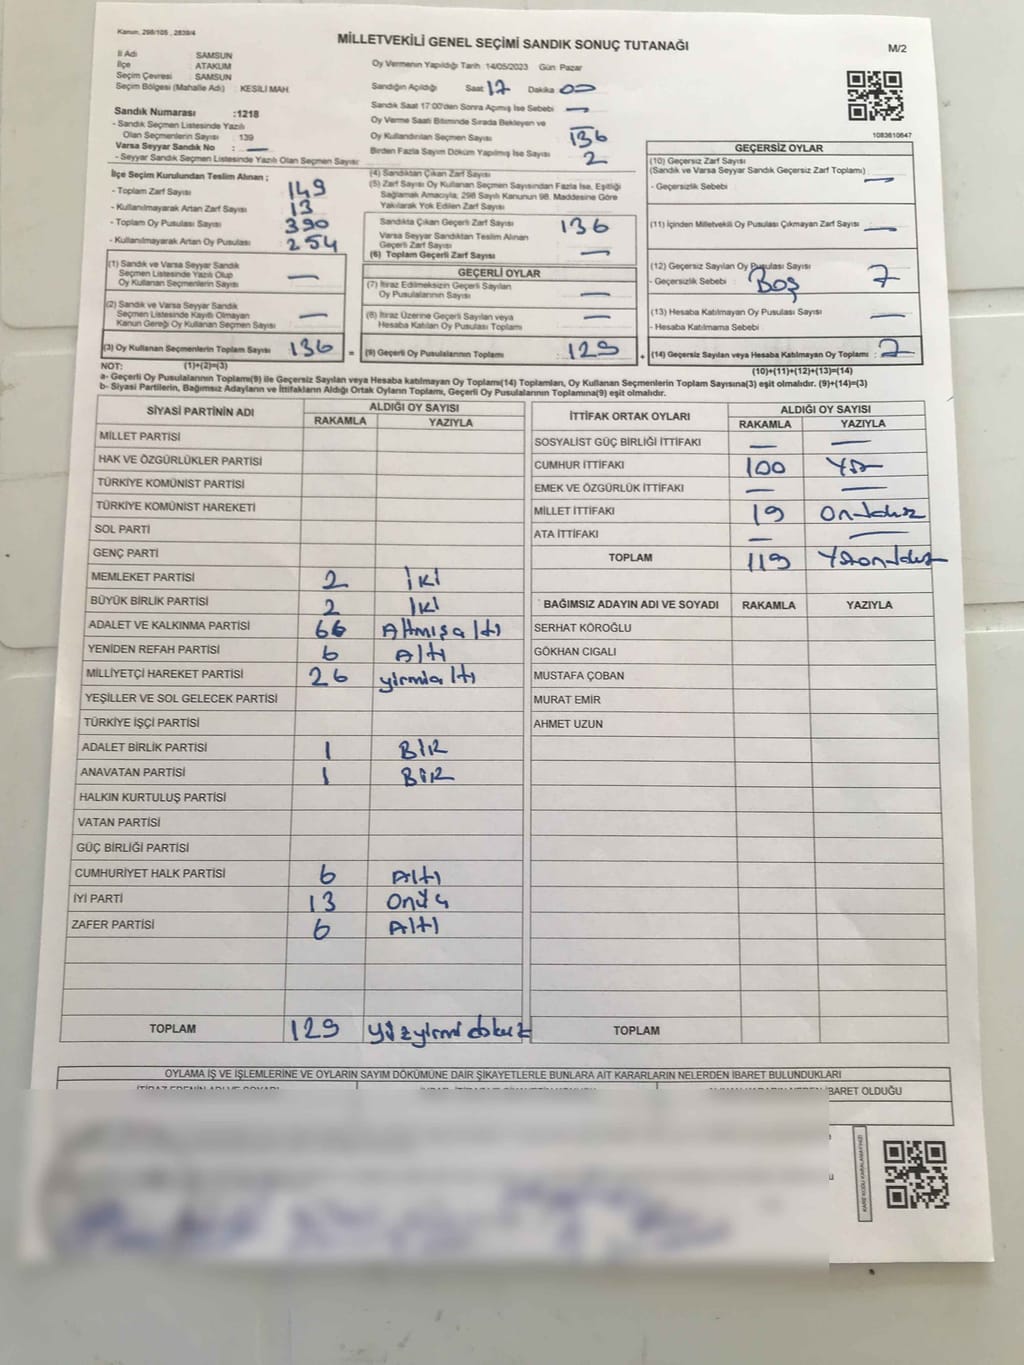 Kanun, 298/105 , 2839/4
MİLLETVEKİLİ GENEL SEÇİMİ SANDIK SONUÇ TUTANAĞI
M/2
İl Adı : SAMSUN
İlçe : ATAKUM
Seçim Çevresi : SAMSUN
Seçim Bölgesi (Mahalle Adı) : KESİLİ MAH.
Oy Vermenin Yapıldığı Tarih 14/05/2023 Gün: Pazar
Sandığın Açıldığı Saat 17 Dakika 00
Sandık Saat 17:00'den Sonra Açımış İse Sebebi —
Oy Verme Saati Bitiminde Sırada Bekleyen ve —
Oy Kullandırılan Seçmen Sayısı 136
Birden Fazla Sayım Döküm Yapılmış İse Sayısı 2
Sandık Numarası :1218
- Sandık Seçmen Listesinde Yazılı
Olan Seçmenlerin Sayısı : 139
Varsa Seyyar Sandık No : —
- Seyyar Sandık Seçmen Listesinde Yazılı Olan Seçmen Sayısı:
İlçe Seçim Kurulundan Teslim Alınan ;
- Toplam Zarf Sayısı 149
- Kullanılmayarak Artan Zarf Sayısı 13
- Toplam Oy Pusulası Sayısı 390
- Kullanılmayarak Artan Oy Pusulası 254
(4) Sandıktan Çıkan Zarf Sayısı
(5) Zarf Sayısı Oy Kullanan Seçmen Sayısından Fazla İse, Eşitliği
Sağlamak Amacıyla, 298 Sayılı Kanunun 98. Maddesine Göre
Yakılarak Yok Edilen Zarf Sayısı
Sandıkta Çıkan Geçerli Zarf Sayısı 136
Varsa Seyyar Sandıktan Teslim Alınan
Geçerli Zarf Sayısı
(6) Toplam Geçerli Zarf Sayısı —
1083610647
GEÇERSİZ OYLAR
(10) Geçersiz Zarf Sayısı
(Sandık ve Varsa Seyyar Sandık Geçersiz Zarf Toplamı) : —
- Geçersizlik Sebebi :
(11) İçinden Milletvekili Oy Pusulası Çıkmayan Zarf Sayısı : —
(12) Geçersiz Sayılan Oy Pusulası Sayısı 7
- Geçersizlik Sebebi : Boş
(13) Hesaba Katılmayan Oy Pusulası Sayısı : —
- Hesaba Katılmama Sebebi
(14) Geçersiz Sayılan veya Hesaba Katılmayan Oy Toplamı : 7
(10)+(11)+(12)+(13)=(14)
(1) Sandık ve Varsa Seyyar Sandık
Seçmen Listesinde Yazılı Olup
Oy Kullanan Seçmenlerin Sayısı —
(2) Sandık ve Varsa Seyyar Sandık
Seçmen Listesinde Kayıtlı Olmayan
Kanun Gereği Oy Kullanan Seçmen Sayısı —
(3) Oy Kullanan Seçmenlerin Toplam Sayısı 136 =
GEÇERLİ OYLAR
(7) İtiraz Edilmeksizin Geçerli Sayılan
Oy Pusulalarının Sayısı —
(8) İtiraz Üzerine Geçerli Sayılan veya
Hesaba Katılan Oy Pusulası Toplamı —
(9) Geçerli Oy Pusulalarının Toplamı : 129 +
NOT: (1)+(2)=(3)
a- Geçerli Oy Pusulalarının Toplamı(9) ile Geçersiz Sayılan veya Hesaba katılmayan Oy Toplamı(14) Toplamları, Oy Kullanan Seçmenlerin Toplam Sayısına(3) eşit olmalıdır. (9)+(14)=(3)
b- Siyasi Partilerin, Bağımsız Adayların ve İttifakların Aldığı Ortak Oyların Toplamı, Geçerli Oy Pusulalarının Toplamına(9) eşit olmalıdır.
SİYASİ PARTİNİN ADI ALDIĞI OY SAYISI
RAKAMLA YAZIYLA
MİLLET PARTİSİ
HAK VE ÖZGÜRLÜKLER PARTİSİ
TÜRKİYE KOMÜNİST PARTİSİ
TÜRKİYE KOMÜNİST HAREKETİ
SOL PARTİ
GENÇ PARTİ
MEMLEKET PARTİSİ 2 İki
BÜYÜK BİRLİK PARTİSİ 2 İki
ADALET VE KALKINMA PARTİSİ 66 Altmışaltı
YENİDEN REFAH PARTİSİ 6 Altı
MİLLİYETÇİ HAREKET PARTİSİ 26 yirmialtı
YEŞİLLER VE SOL GELECEK PARTİSİ
TÜRKİYE İŞÇİ PARTİSİ
ADALET BİRLİK PARTİSİ 1 BİR
ANAVATAN PARTİSİ 1 BİR
HALKIN KURTULUŞ PARTİSİ
VATAN PARTİSİ
GÜÇ BİRLİĞİ PARTİSİ
CUMHURİYET HALK PARTİSİ 6 Altı
İYİ PARTİ 13 Onüç
ZAFER PARTİSİ 6 Altı
TOPLAM 129 yüzyirmidokuz
İTTİFAK ORTAK OYLARI ALDIĞI OY SAYISI
RAKAMLA YAZIYLA
SOSYALİST GÜÇ BİRLİĞİ İTTİFAKI — —
CUMHUR İTTİFAKI 100 Yüz
EMEK VE ÖZGÜRLÜK İTTİFAKI — —
MİLLET İTTİFAKI 19 Ondokuz
ATA İTTİFAKI — —
TOPLAM 119 Yüzondokuz
BAĞIMSIZ ADAYIN ADI VE SOYADI RAKAMLA YAZIYLA
SERHAT KÖROĞLU
GÖKHAN CIGALI
MUSTAFA ÇOBAN
MURAT EMİR
AHMET UZUN
TOPLAM
OYLAMA İŞ VE İŞLEMLERİNE VE OYLARIN SAYIM DÖKÜMÜNE DAİR ŞİKAYETLERLE BUNLARA AİT KARARLARIN NELERDEN İBARET BULUNDUKLARI
İBARET OLDUĞU